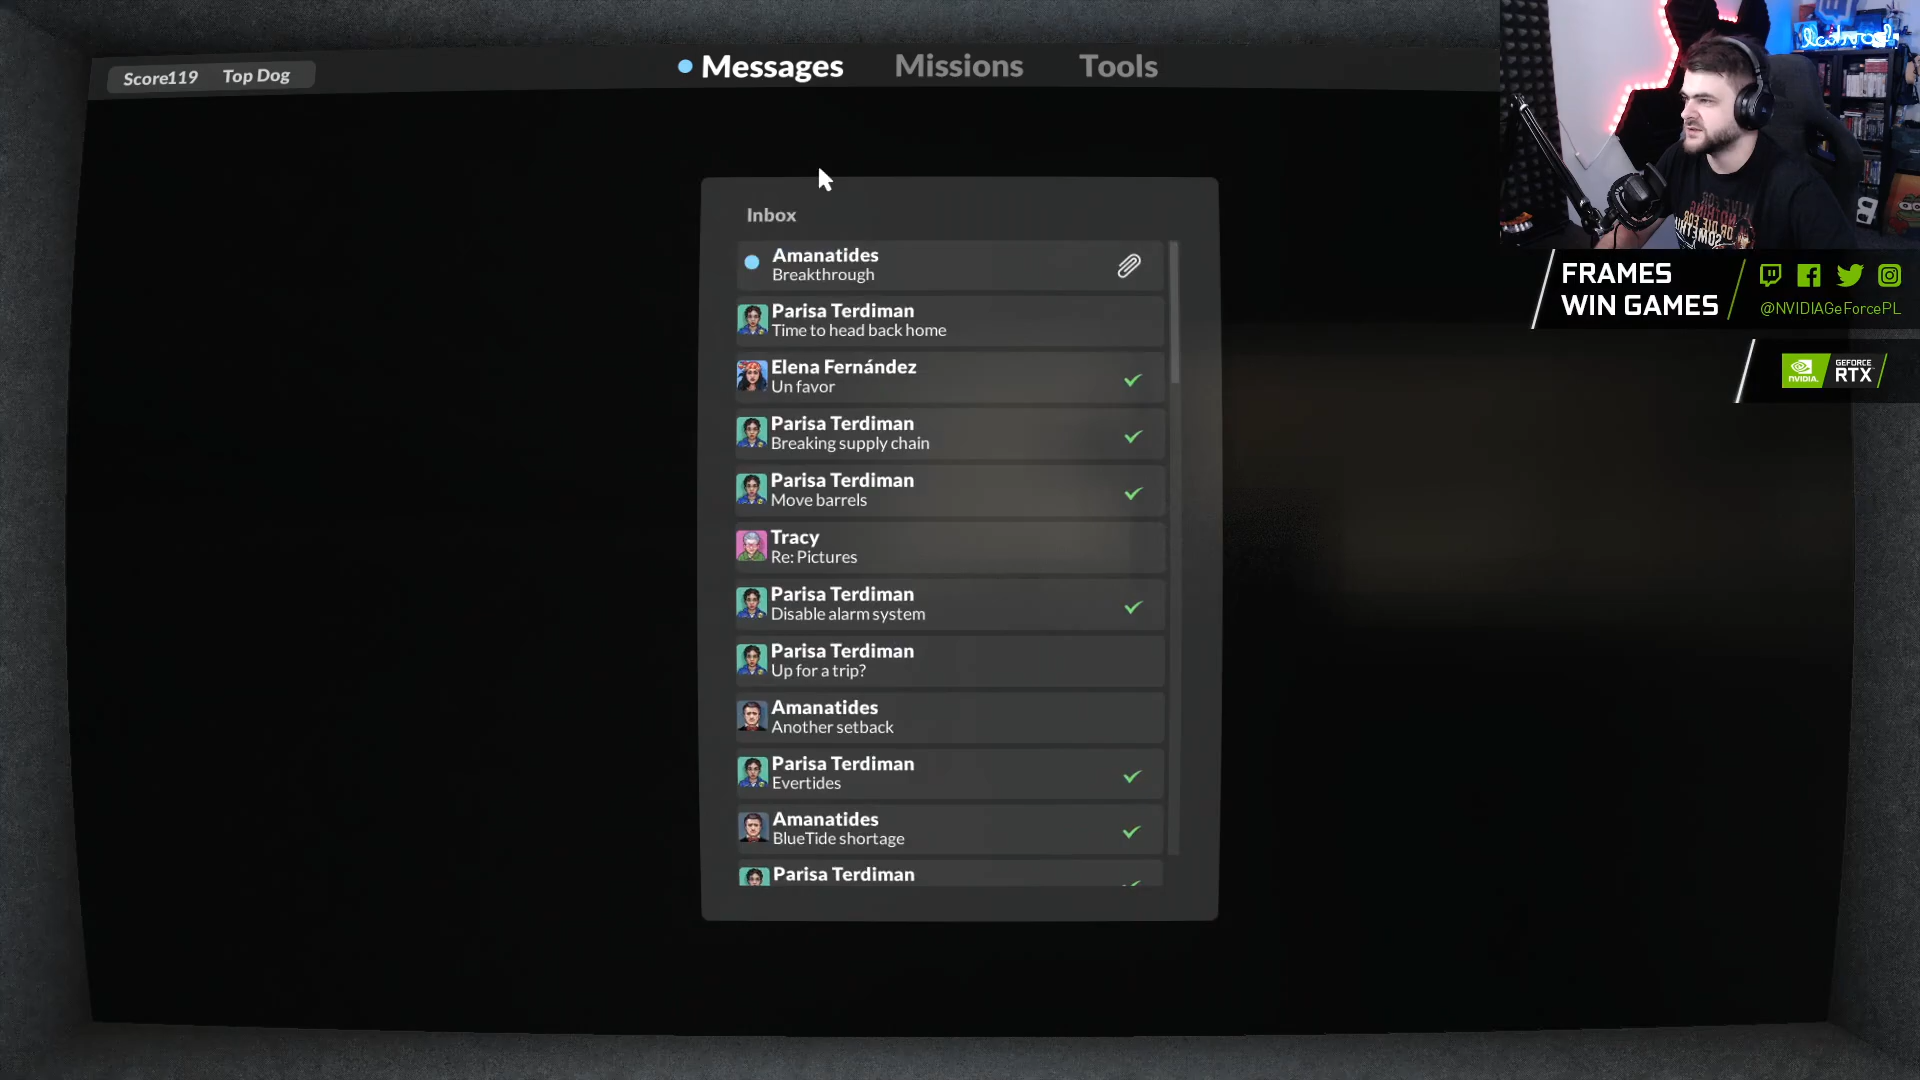 Score119 Top Dog
Messages Missions Tools
Inbox
Amanatides
Breakthrough
Parisa Terdiman
Time to head back home
Elena Fernández
Un favor
Parisa Terdiman
Breaking supply chain
Parisa Terdiman
Move barrels
Tracy
Re: Pictures
Parisa Terdiman
Disable alarm system
Parisa Terdiman
Up for a trip?
Amanatides
Another setback
Parisa Terdiman
Evertides
Amanatides
BlueTide shortage
Parisa Terdiman
FRAMES
WIN GAMES
@NVIDIAGeForcePL
NVIDIA.
GEFORCE
RTX